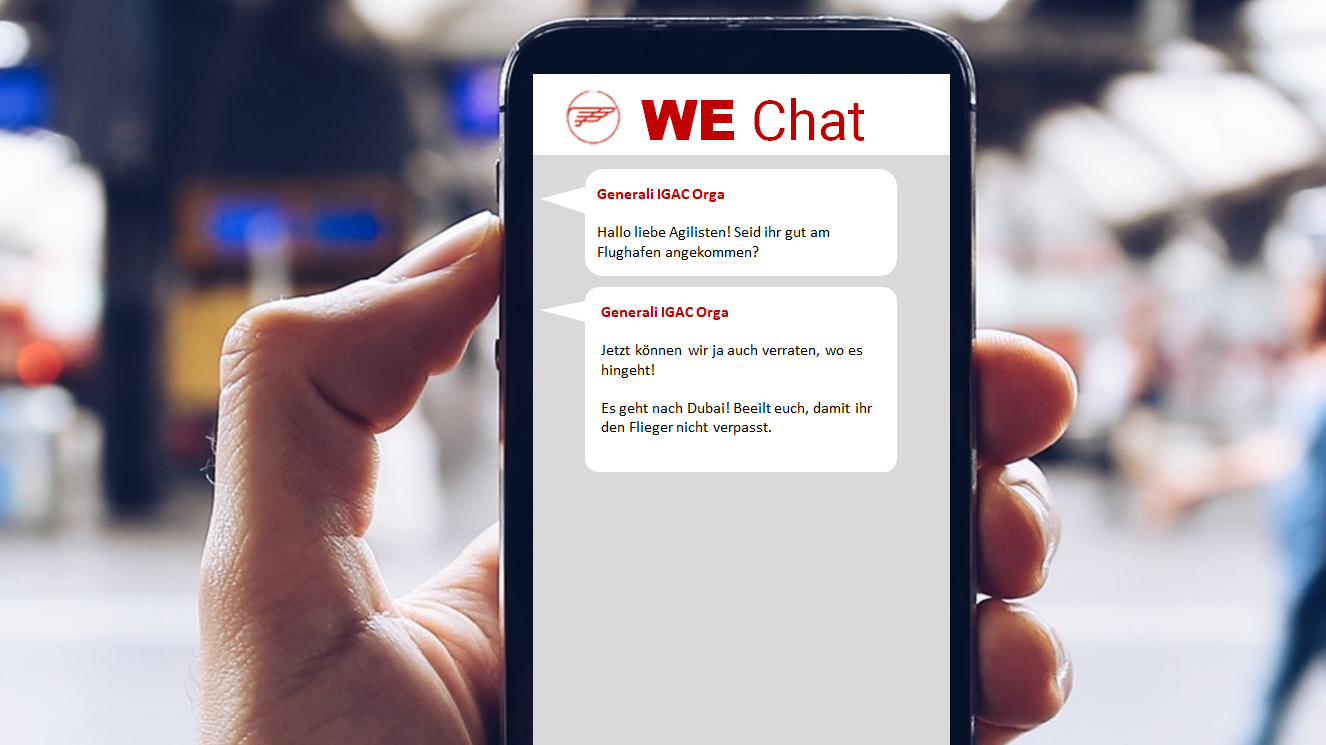 WE Chat
Generali IGAC Orga
Hallo liebe Agilisten! Seid ihr gut am
Flughafen angekommen?
Generali IGAC Orga
Jetzt können wir ja auch verraten, wo es
hingeht!
Es geht nach Dubai! Beeilt euch, damit ihr
den Flieger nicht verpasst.